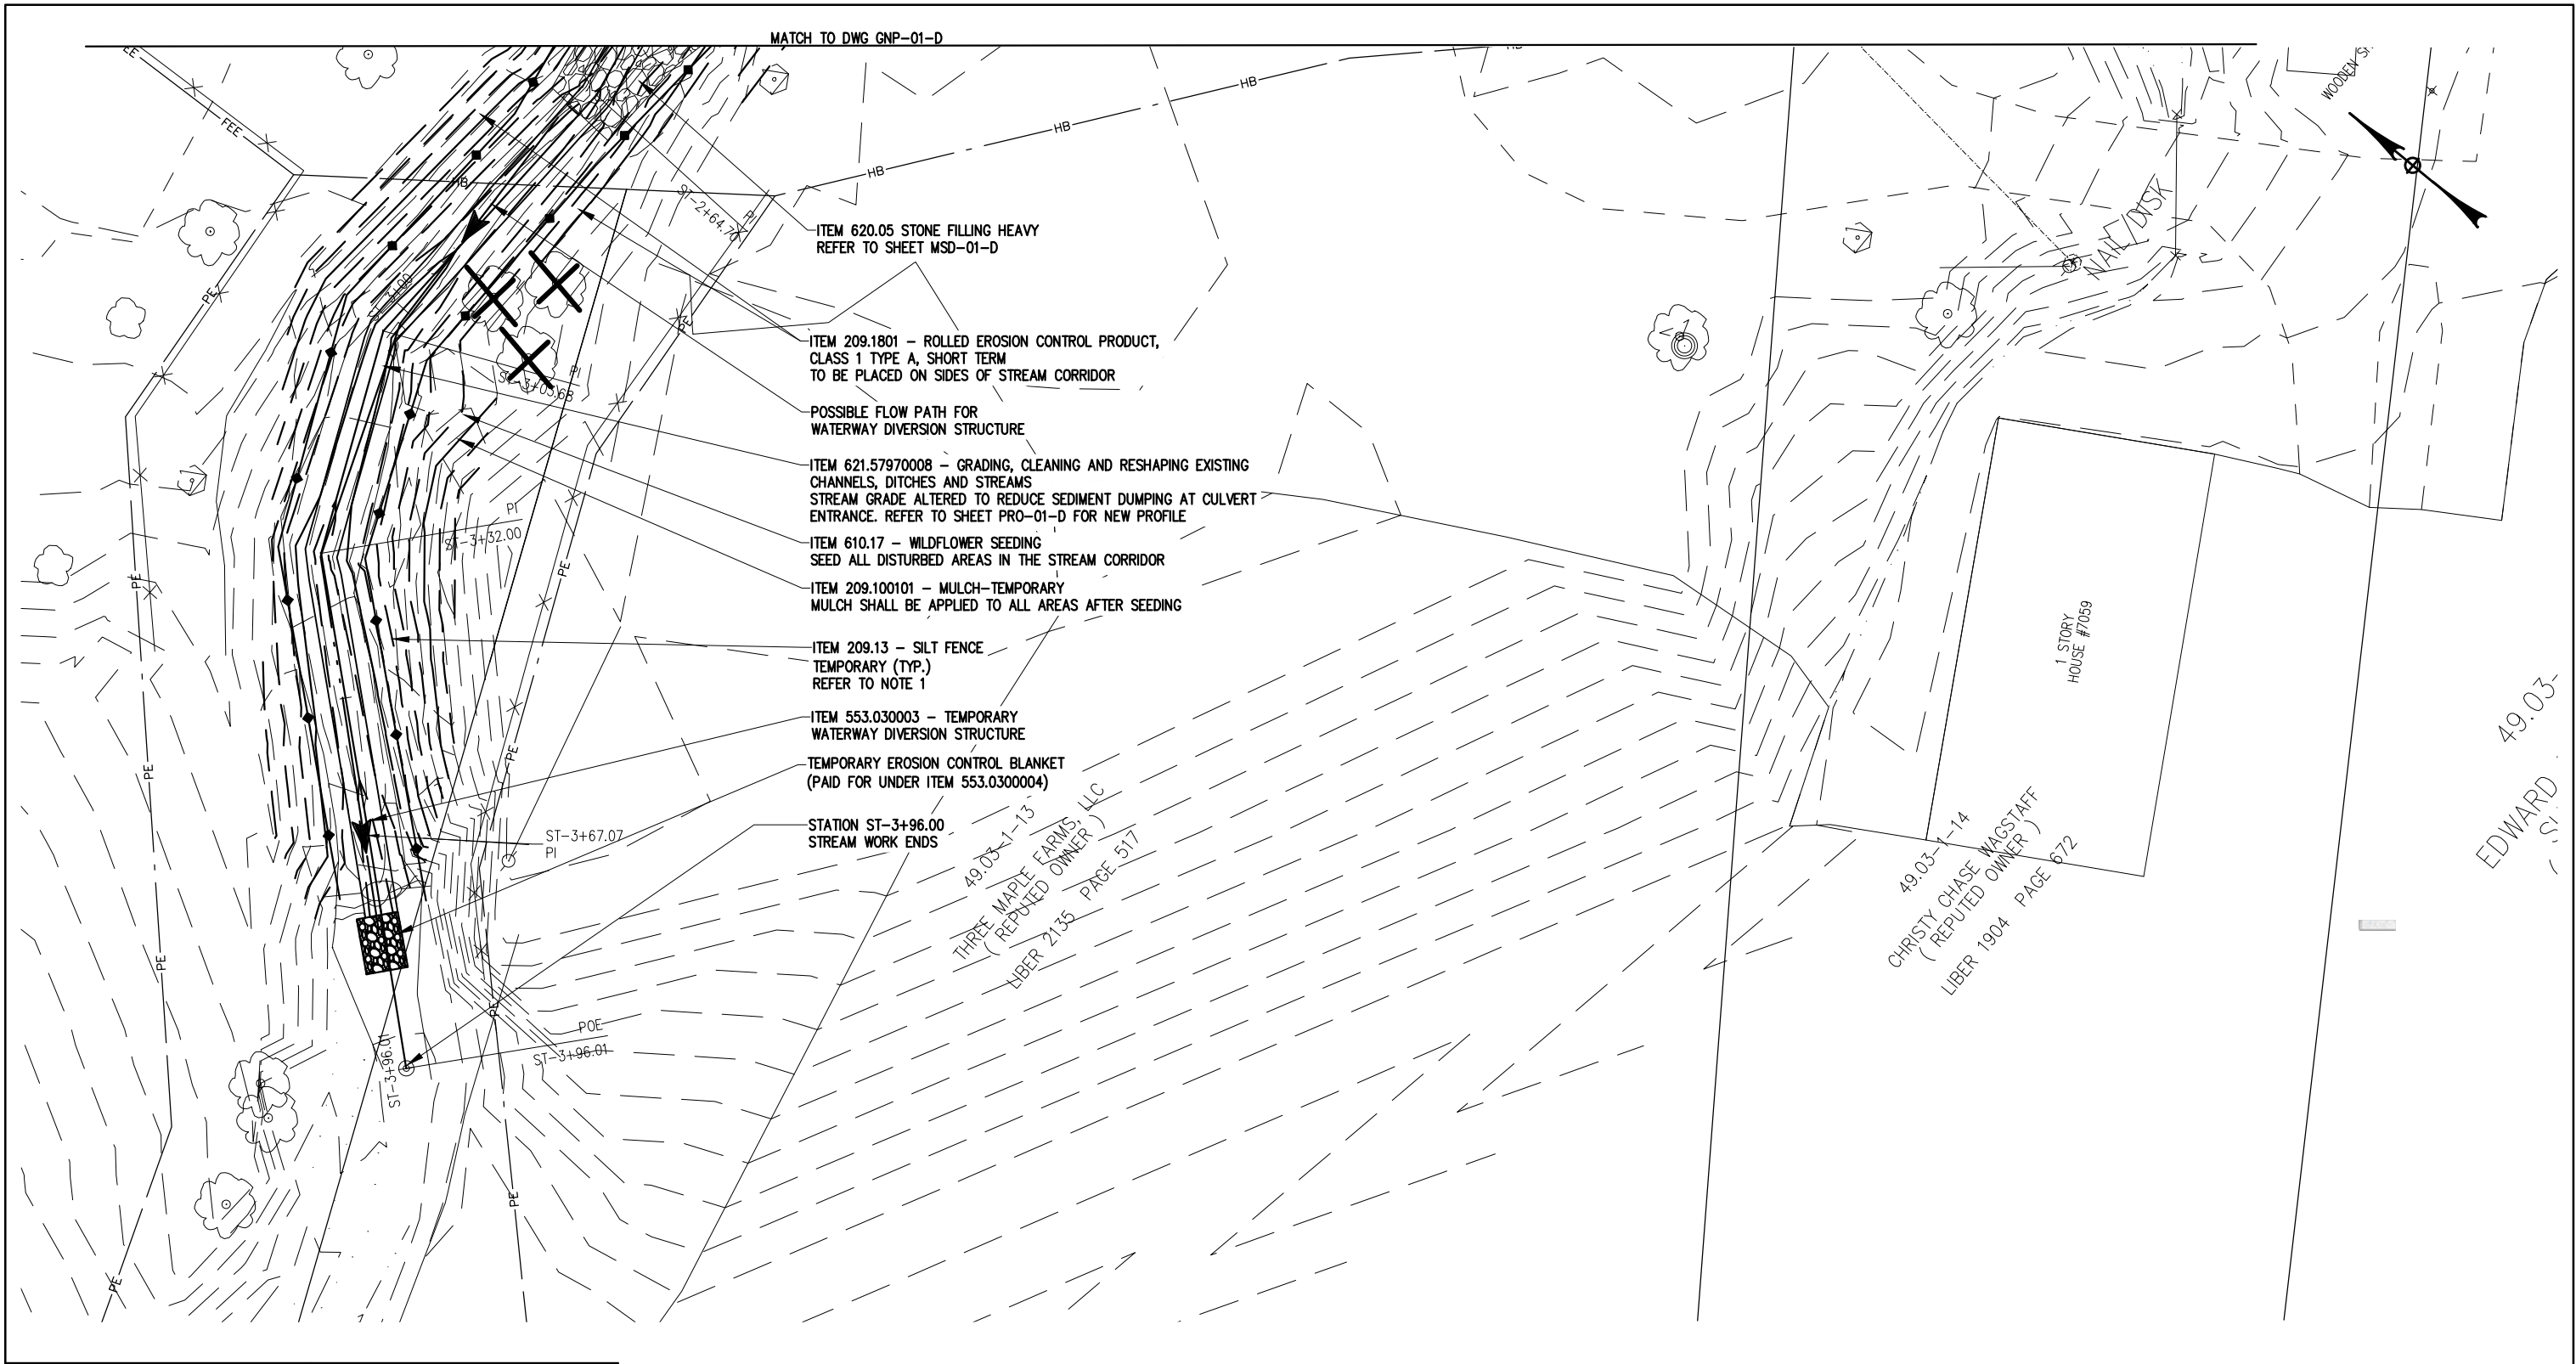 MATCH TO DWG GNP-01-D
HB
HB
HB
HB
FEE
PE
PE
WOODEN
NAIL/DISK
ST-2+64.70
PI
3+00
ITEM 620.05 STONE FILLING HEAVY
REFER TO SHEET MSD-01-D
ITEM 209.1801 – ROLLED EROSION CONTROL PRODUCT,
CLASS 1 TYPE A, SHORT TERM
TO BE PLACED ON SIDES OF STREAM CORRIDOR
PI
ST-3+05.68
POSSIBLE FLOW PATH FOR
WATERWAY DIVERSION STRUCTURE
ITEM 621.57970008 – GRADING, CLEANING AND RESHAPING EXISTING
CHANNELS, DITCHES AND STREAMS
STREAM GRADE ALTERED TO REDUCE SEDIMENT DUMPING AT CULVERT
ENTRANCE. REFER TO SHEET PRO-01-D FOR NEW PROFILE
PI
ST-3+32.00
ITEM 610.17 – WILDFLOWER SEEDING
SEED ALL DISTURBED AREAS IN THE STREAM CORRIDOR
PE
PE
ITEM 209.100101 – MULCH-TEMPORARY
MULCH SHALL BE APPLIED TO ALL AREAS AFTER SEEDING
1 STORY
HOUSE #7059
ITEM 209.13 – SILT FENCE
TEMPORARY (TYP.)
REFER TO NOTE 1
ITEM 553.030003 – TEMPORARY
WATERWAY DIVERSION STRUCTURE
PE
PE
TEMPORARY EROSION CONTROL BLANKET
(PAID FOR UNDER ITEM 553.0300004)
49.03-
EDWARD
ST-3+67.07
PI
STATION ST-3+96.00
STREAM WORK ENDS
49.03-1-13
THREE MAPLE FARMS, LLC
( REPUTED OWNER )
LIBER 2135 PAGE 517
49.03-1-14
CHRISTY CHASE WAGSTAFF
( REPUTED OWNER )
LIBER 1904 PAGE 672
PE
PE
POE
ST-3+96.01
ST-3+96.01
PE
PE